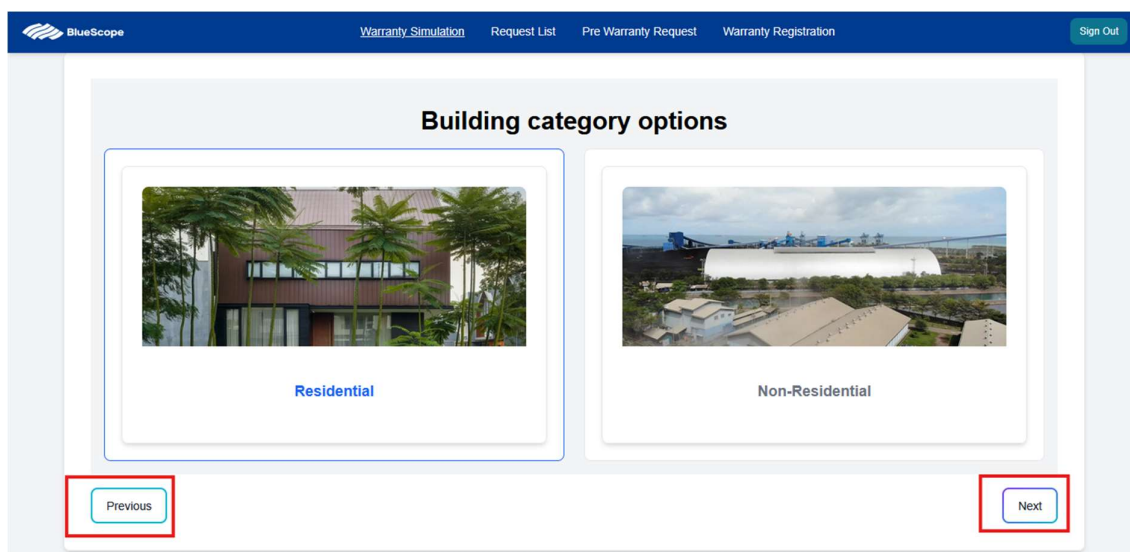 BlueScope
Warranty Simulation
Request List
Pre Warranty Request
Warranty Registration
Sign Out
Building category options
Residential
Non-Residential
Previous
Next